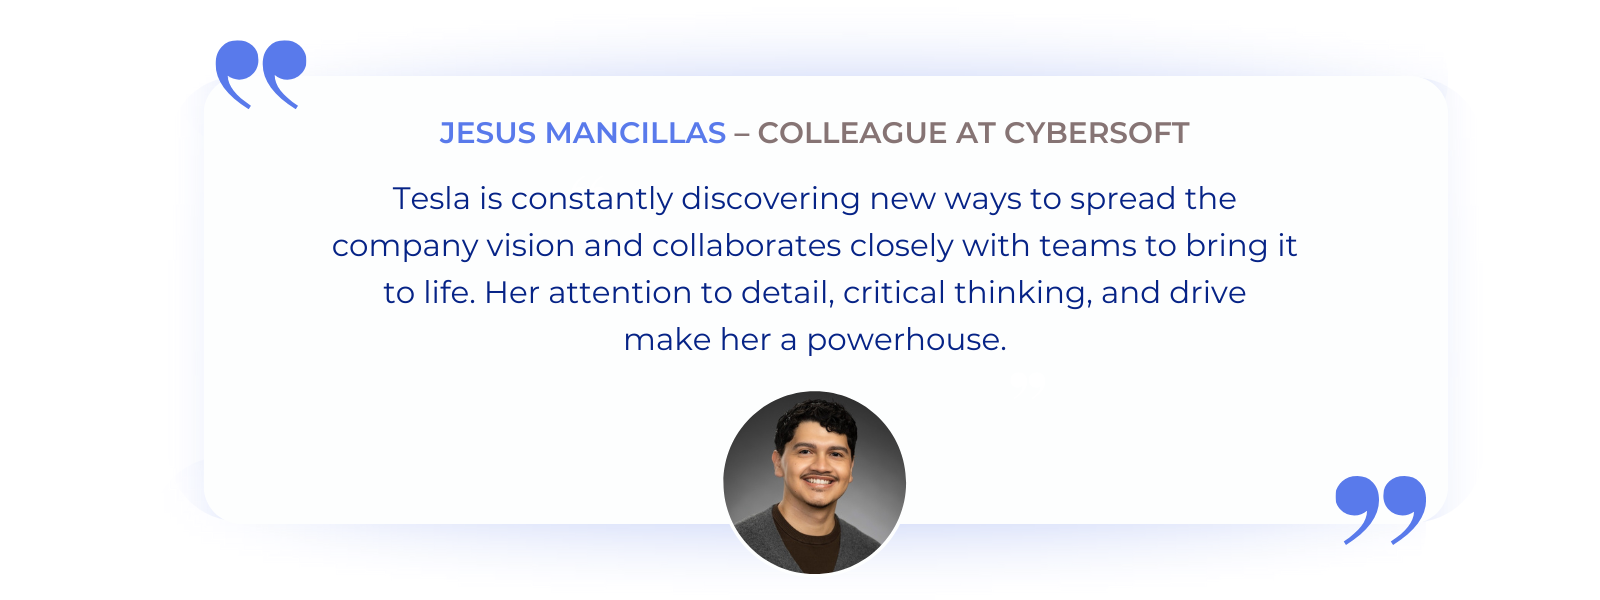 JESUS MANCILLAS – COLLEAGUE AT CYBERSOFT
Tesla is constantly discovering new ways to spread the
company vision and collaborates closely with teams to bring it
to life. Her attention to detail, critical thinking, and drive
make her a powerhouse.